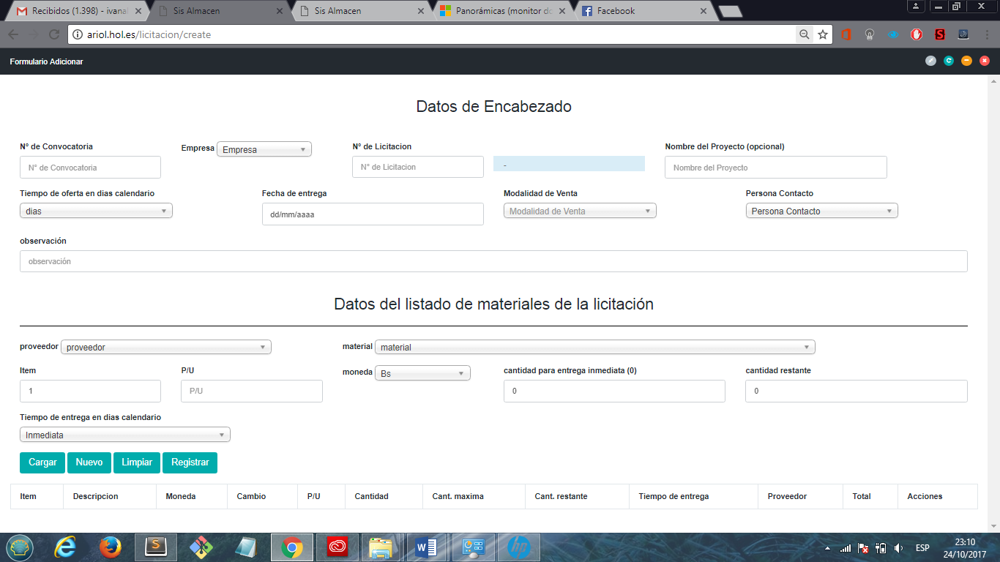 Recibidos (1.398) - ivanal
Sis Almacen
Sis Almacen
Panorámicas (monitor do
Facebook
ariol.hol.es/licitacion/create
Formulario Adicionar
Datos de Encabezado
N° de Convocatoria
Empresa
Empresa
N° de Licitacion
Nombre del Proyecto (opcional)
N° de Convocatoria
N° de Licitacion
-
Nombre del Proyecto
Tiempo de oferta en dias calendario
Fecha de entrega
Modalidad de Venta
Persona Contacto
dias
dd/mm/aaaa
Modalidad de Venta
Persona Contacto
observación
observación
Datos del listado de materiales de la licitación
proveedor
proveedor
material
material
Item
P/U
moneda
Bs
cantidad para entrega inmediata (0)
cantidad restante
1
P/U
0
0
Tiempo de entrega en dias calendario
Inmediata
Cargar
Nuevo
Limpiar
Registrar
Item
Descripcion
Moneda
Cambio
P/U
Cantidad
Cant. maxima
Cant. restante
Tiempo de entrega
Proveedor
Total
Acciones
ESP
23:10
24/10/2017